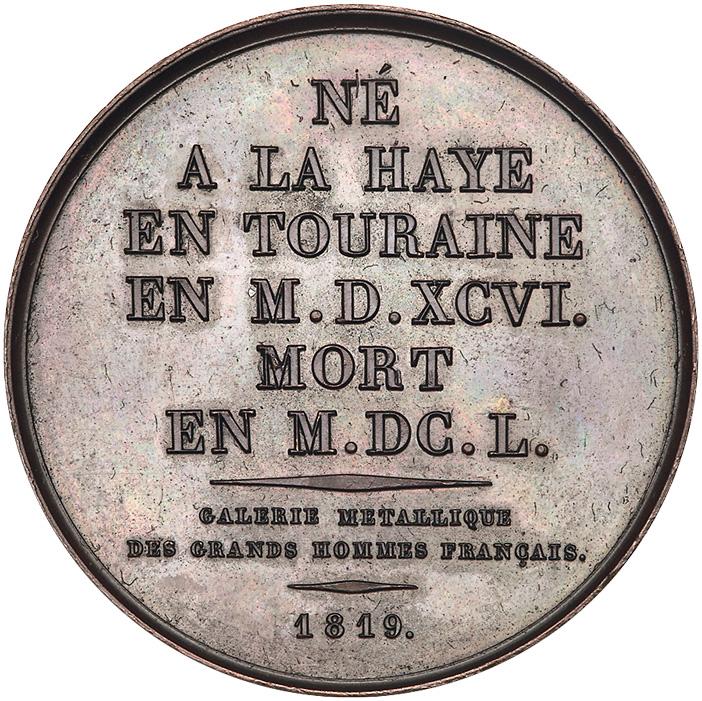 NÉ
A LA HAYE
EN TOURAINE
EN M.D.XCVI.
MORT
EN M.DC.L.
GALERIE METALLIQUE
DES GRANDS HOMMES FRANÇAIS.
1819.